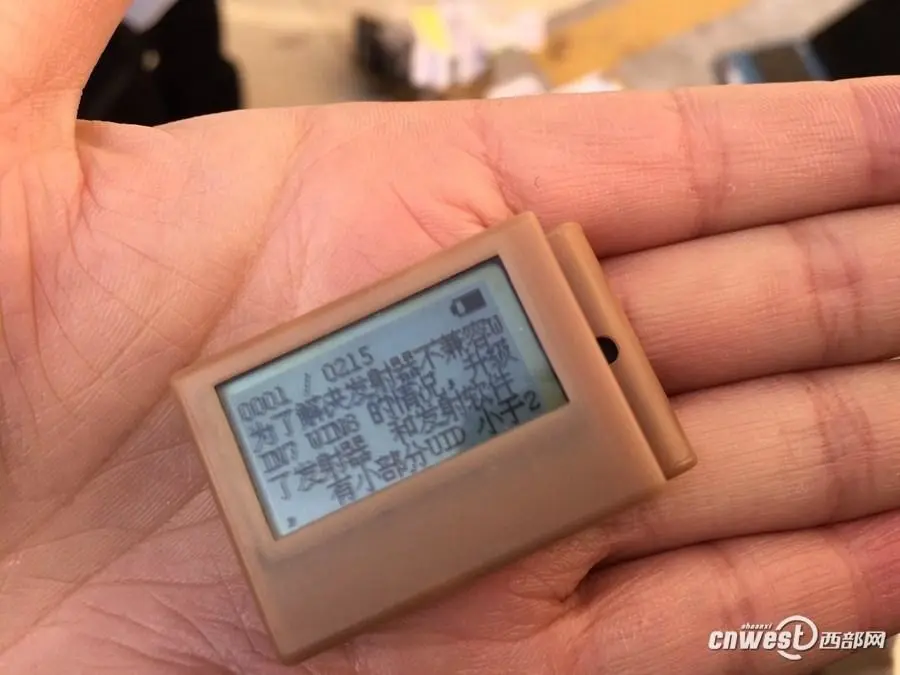 0001 / 0215
为了解决发射器不兼容W
IN7 WIN8 的情况，升级
了发射器 和发射软件
有小部分UID 小于2
shaanxi
cnwest 西部网